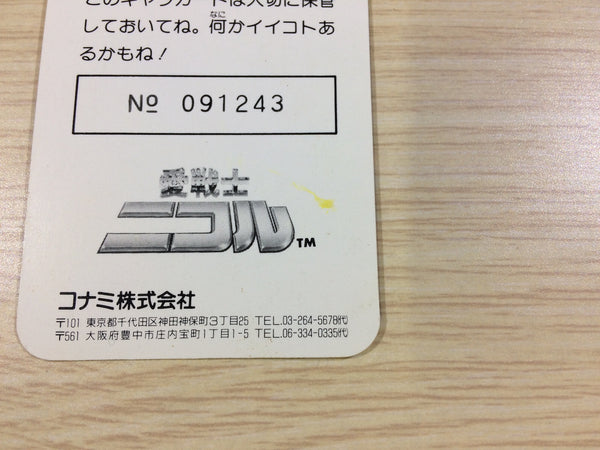 このキャラカードは大切に保管
しておいてね。何かイイコトあ
なに
るかもね！
№ 091243
愛戦士
ニコル TM
コナミ株式会社
〒101 東京都千代田区神田神保町3丁目25 TEL.03-264-5678代
〒561 大阪府豊中市庄内宝町1丁目1-5 TEL.06-334-0335代